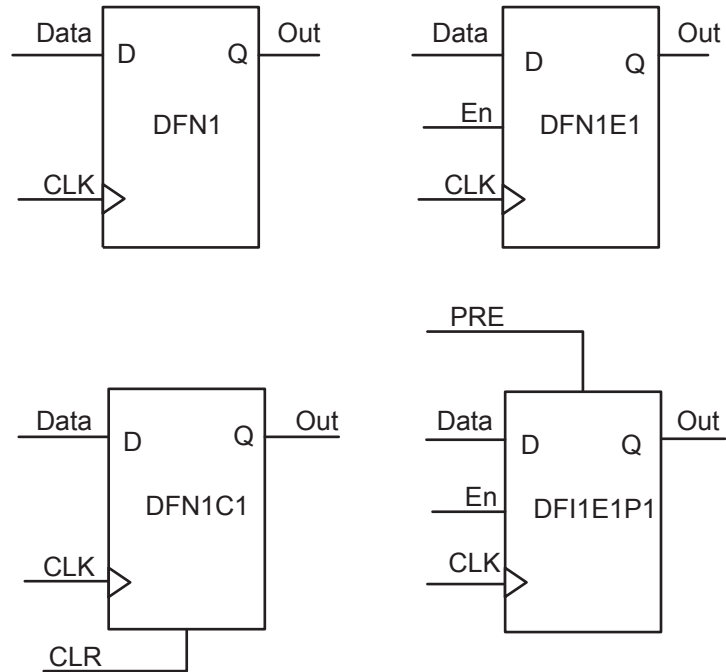 Data
D
Q
Out
DFN1
CLK
Data
D
Q
Out
En
DFN1E1
CLK
Data
D
Q
Out
DFN1C1
CLK
CLR
PRE
Data
D
Q
Out
En
DFI1E1P1
CLK